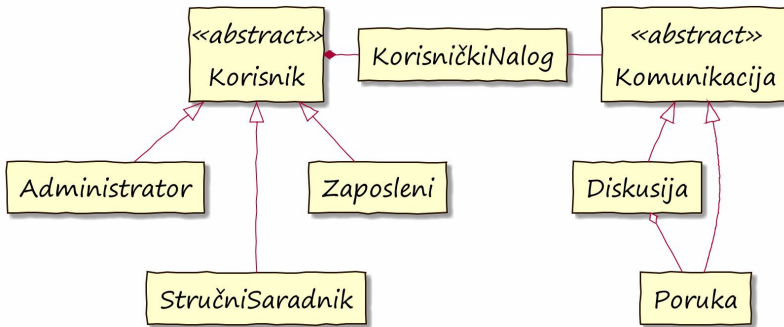 «abstract»
Korisnik
KorisničkiNalog
«abstract»
Komunikacija
Administrator
Zaposleni
Diskusija
StručniSaradnik
Poruka